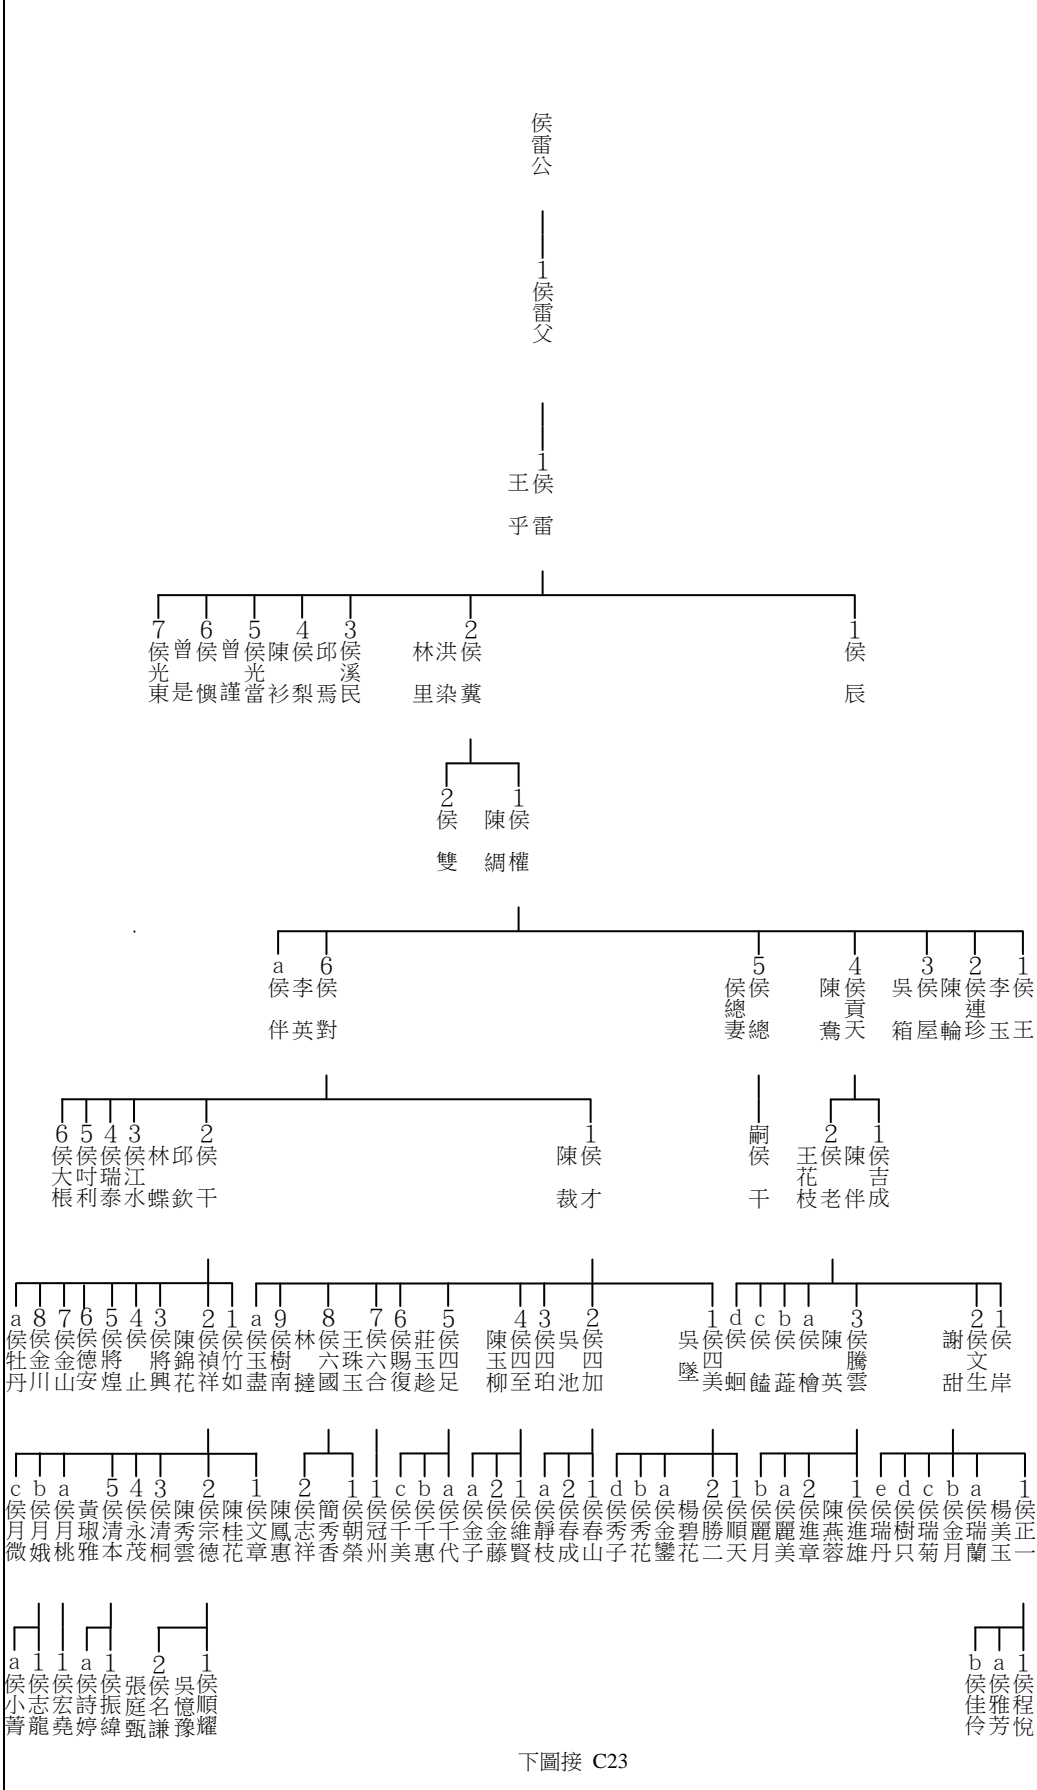 侯雷公
1侯雷父
1侯 雷
王 乎
1侯 辰
2侯 冀
洪 染
林 里
3侯溪民
邱 焉
4侯 梨
陳 衫
5侯光當
曾 謹
6侯 懊
曾 是
7侯光東
1侯 權
陳 綢
2侯 雙
1侯 王
李 玉
2侯連珍
陳 輪
3侯 屋
吳 箱
4侯貢天
陳 鴦
5侯 總
侯總妻
6侯 對
李 英
a侯 伴
1侯吉成
陳 伴
2侯 老
王花枝
嗣侯 干
1侯 才
陳 裁
2侯 干
邱 欽
林 蝶
3侯江水
4侯瑞泰
5侯吋利
6侯大棖
1侯 岸
2侯文生
謝 甜
3侯騰雲
陳 英
a侯 檜
b侯 蕋
c侯 饁
d侯 蛔
1侯四美
吳 墜
2侯四加
吳 池
3侯四珀
4侯四至
陳玉柳
5侯四足
莊玉趁
6侯賜復
7侯六合
王珠玉
8侯六國
林 撻
9侯樹南
a侯玉盡
1侯竹如
2侯禎祥
陳錦花
3侯將興
4侯 止
5侯將煌
6侯德安
7侯金山
8侯金川
a侯牡丹
1侯正一
楊美玉
a侯瑞蘭
b侯金月
c侯瑞菊
d侯樹只
e侯瑞丹
1侯進雄
陳燕蓉
2侯進章
a侯麗美
b侯麗月
1侯順天
2侯勝二
楊碧花
a侯金鑾
b侯秀花
d侯秀子
1侯春山
2侯春成
a侯靜枝
1侯維賢
2侯金藤
a侯金子
a侯千代
b侯千惠
c侯千美
1侯冠州
1侯朝榮
簡秀香
2侯志祥
陳鳳惠
1侯文章
陳桂花
2侯宗德
陳秀雲
3侯清桐
4侯永茂
5侯清本
黃琡雅
a侯月桃
b侯月娥
c侯月微
1侯程悅
a侯雅芳
b侯佳伶
1侯順耀
吳憶豫
2侯名謙
張庭甄
1侯振緯
a侯詩婷
1侯宏堯
1侯志龍
a侯小菁
下圖接 C23